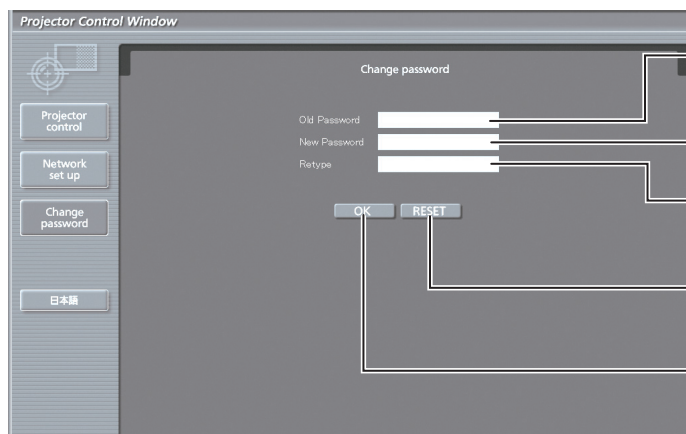 Projector Control Window
Change password
Projector
control
Network
set up
Change
password
日本語
Old Password
New Password
Retype
OK
RESET